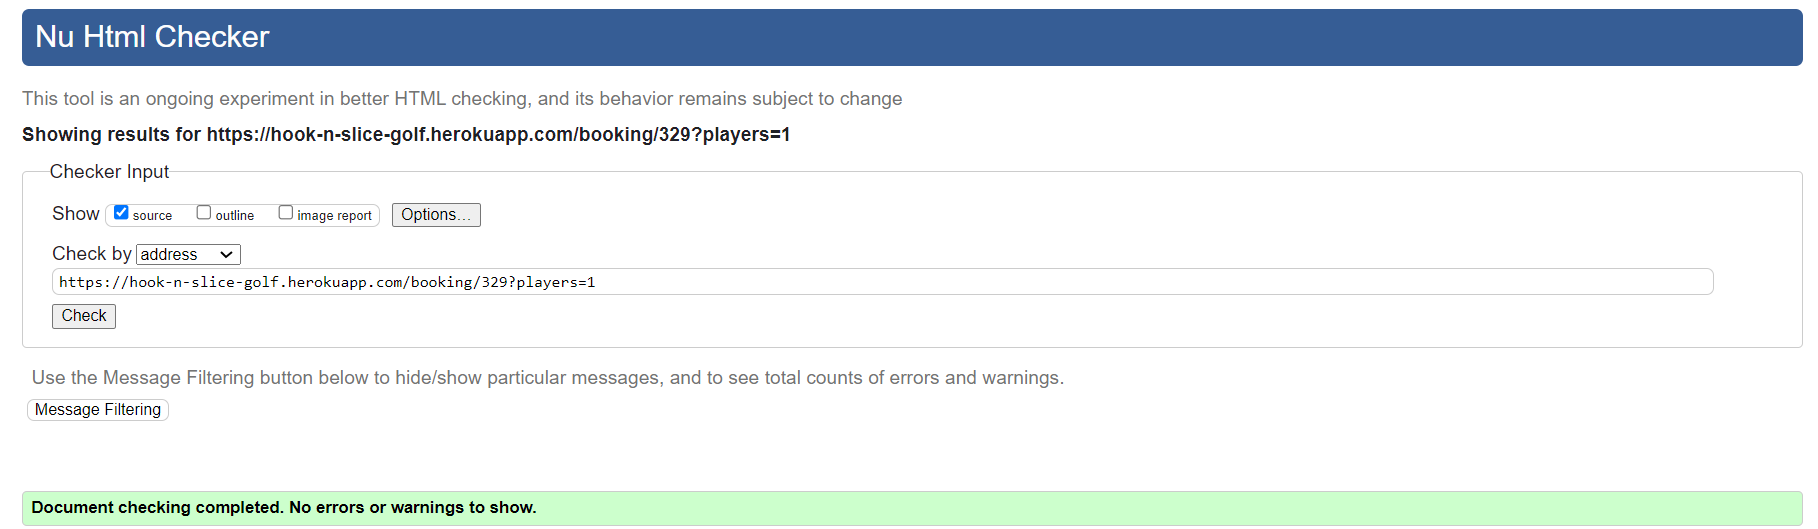 Nu Html Checker
This tool is an ongoing experiment in better HTML checking, and its behavior remains subject to change
Showing results for https://hook-n-slice-golf.herokuapp.com/booking/329?players=1
Checker Input
Show source outline image report Options...
Check by address
https://hook-n-slice-golf.herokuapp.com/booking/329?players=1
Check
Use the Message Filtering button below to hide/show particular messages, and to see total counts of errors and warnings.
Message Filtering
Document checking completed. No errors or warnings to show.